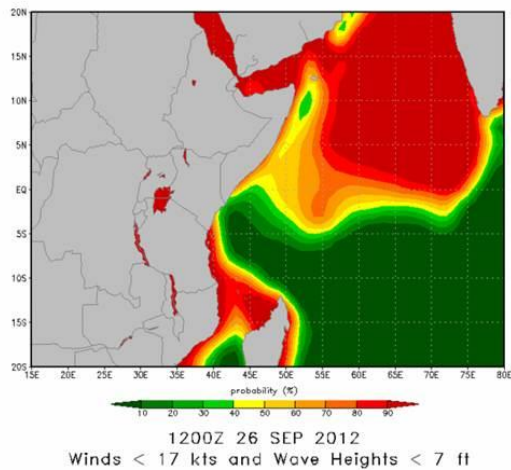 20N
15N
10N
5N
EQ
5S
10S
15S
20S
15E 20E 25E 30E 35E 40E 45E 50E 55E 60E 65E 70E 75E 80E
probability (%)
10 20 30 40 50 60 70 80 90
1200Z 26 SEP 2012
Winds < 17 kts and Wave Heights < 7 ft